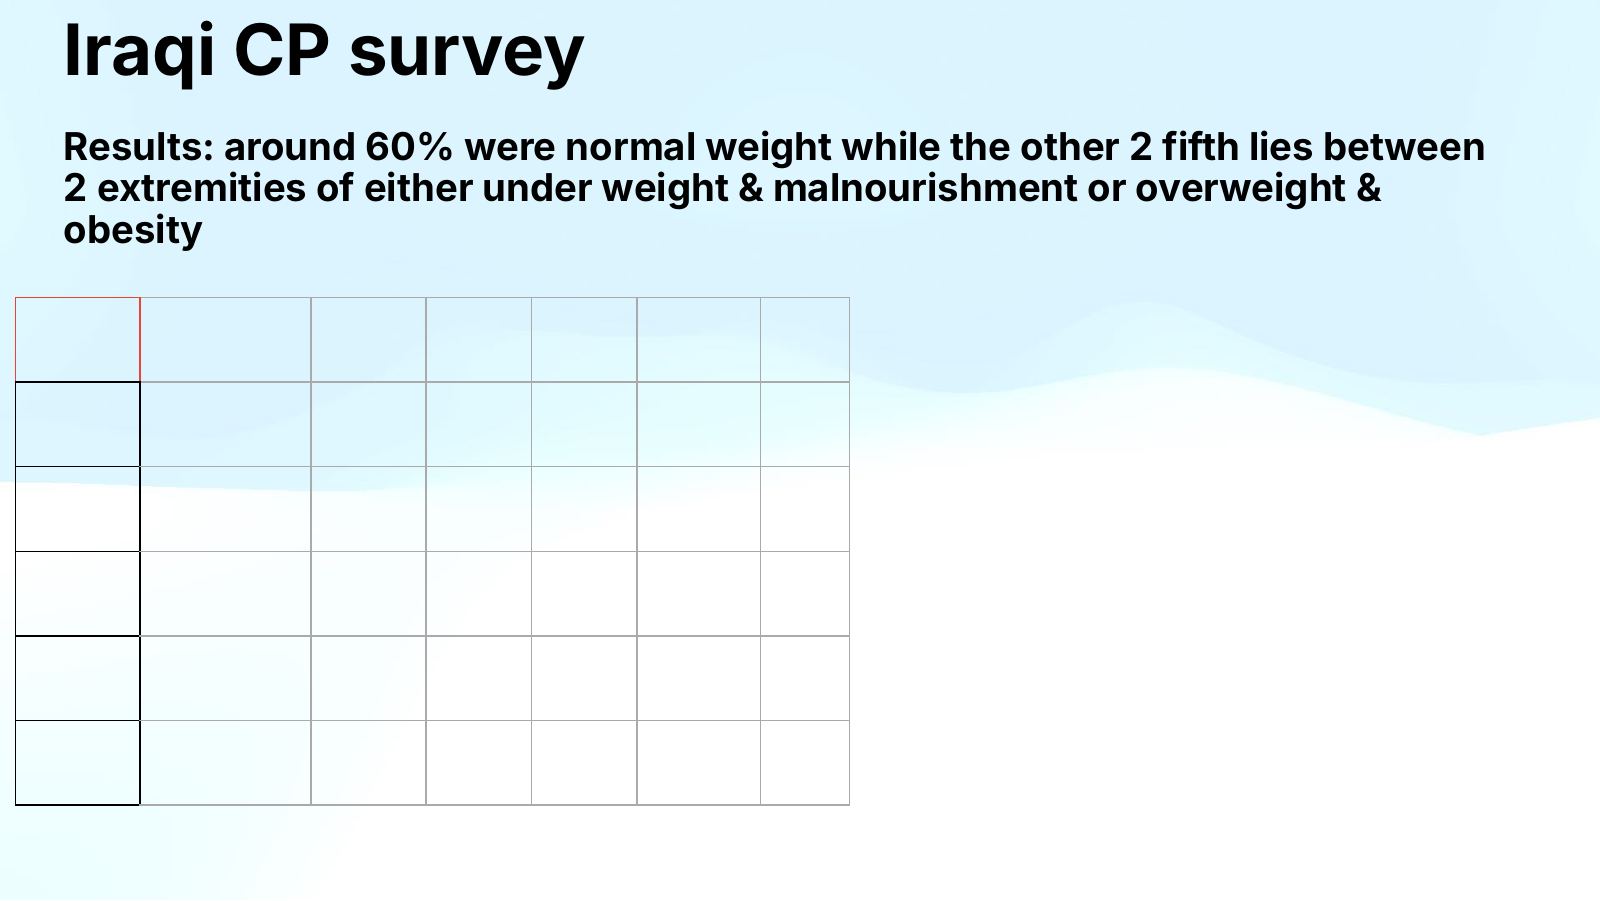 Iraqi CP survey
Results: around 60% were normal weight while the other 2 fifth lies between
2 extremities of either under weight & malnourishment or overweight &
obesity